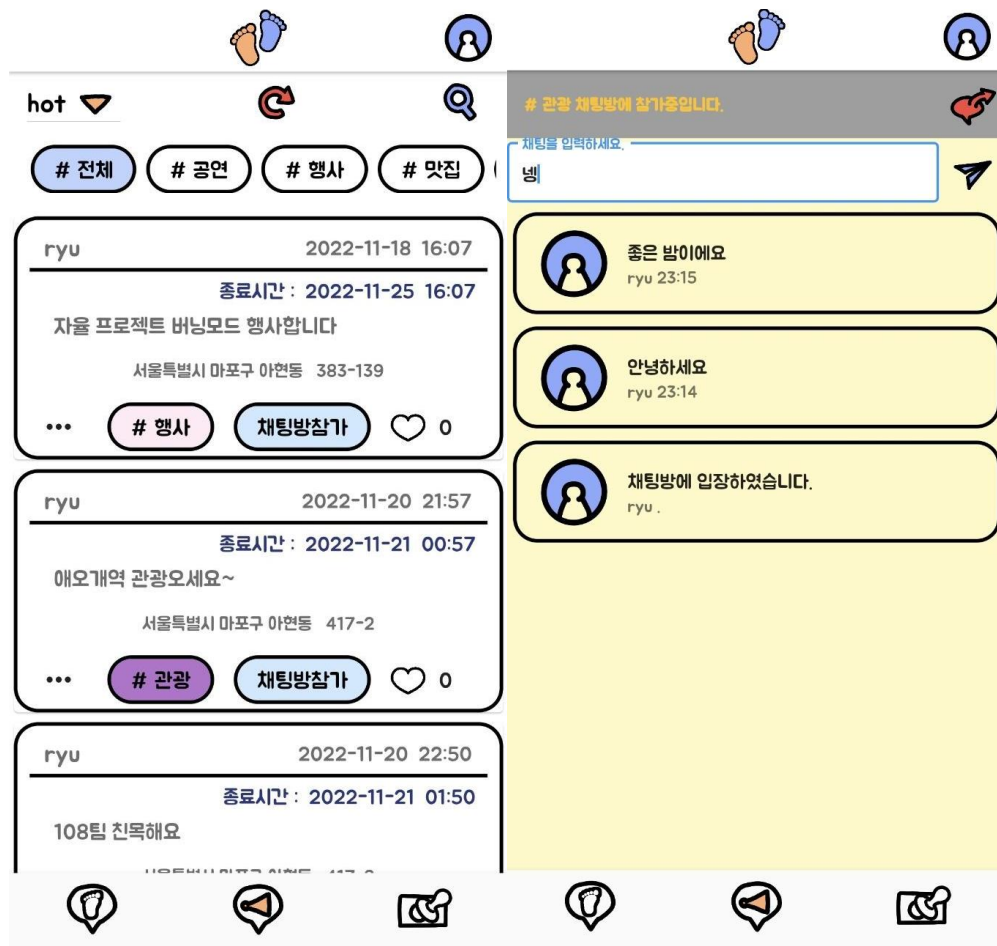 hot
# 전체 # 공연 # 행사 # 맛집
ryu 2022-11-18 16:07
종료시간 : 2022-11-25 16:07
자율 프로젝트 버닝모드 행사합니다
서울특별시 마포구 아현동 383-139
... # 행사 채팅방참가 0
ryu 2022-11-20 21:57
종료시간 : 2022-11-21 00:57
애오개역 관광오세요~
서울특별시 마포구 아현동 417-2
... # 관광 채팅방참가 0
ryu 2022-11-20 22:50
종료시간 : 2022-11-21 01:50
108팀 친목해요
# 관광 채팅방에 참가중입니다.
채팅을 입력하세요.
넹
좋은 밤이에요
ryu 23:15
안녕하세요
ryu 23:14
채팅방에 입장하였습니다.
ryu .